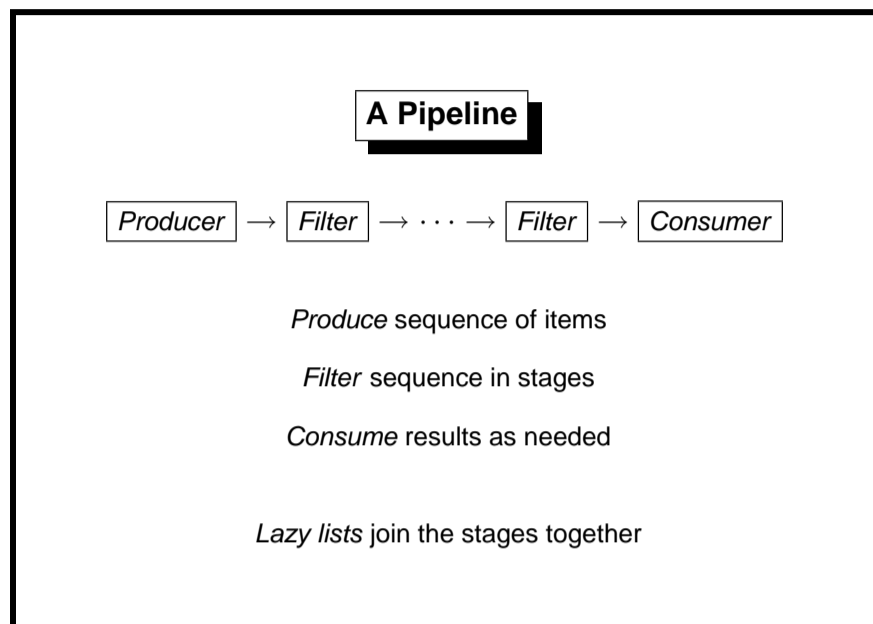 A Pipeline
Producer → Filter → · · · → Filter → Consumer
Produce sequence of items
Filter sequence in stages
Consume results as needed
Lazy lists join the stages together